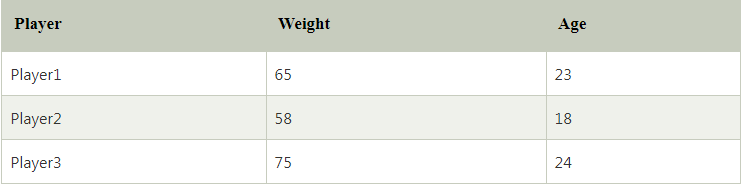 Player Weight Age
Player1 65 23
Player2 58 18
Player3 75 24